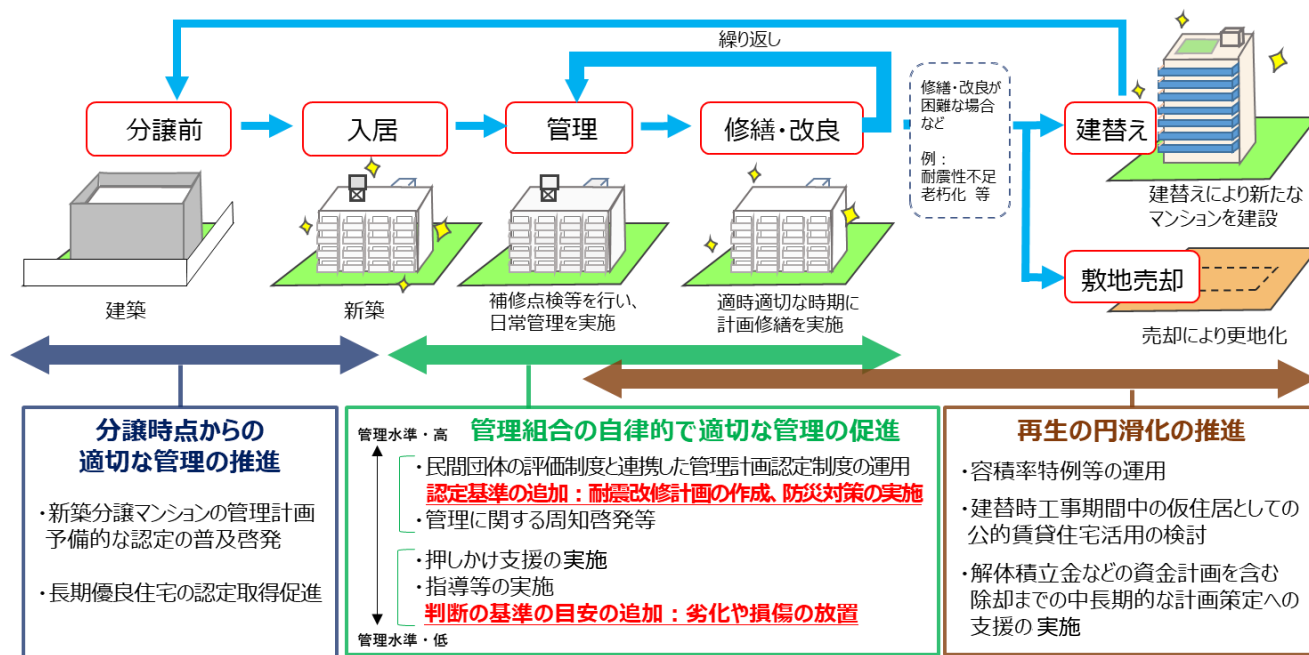 繰り返し
分譲前
入居
管理
修繕・改良
修繕・改良が
困難な場合
など
例：
耐震性不足
老朽化 等
建替え
建替えにより新たな
マンションを建設
敷地売却
売却により更地化
建築
新築
補修点検等を行い、
日常管理を実施
適時適切な時期に
計画修繕を実施
分譲時点からの
適切な管理の推進
・新築分譲マンションの管理計画
予備的な認定の普及啓発
・長期優良住宅の認定取得促進
管理水準・高
管理組合の自律的で適切な管理の促進
・民間団体の評価制度と連携した管理計画認定制度の運用
認定基準の追加：耐震改修計画の作成、防災対策の実施
・管理に関する周知啓発等
・押しかけ支援の実施
・指導等の実施
判断の基準の目安の追加：劣化や損傷の放置
管理水準・低
再生の円滑化の推進
・容積率特例等の運用
・建替時工事期間中の仮住居としての
公的賃貸住宅活用の検討
・解体積立金などの資金計画を含む
除却までの中長期的な計画策定への
支援の実施